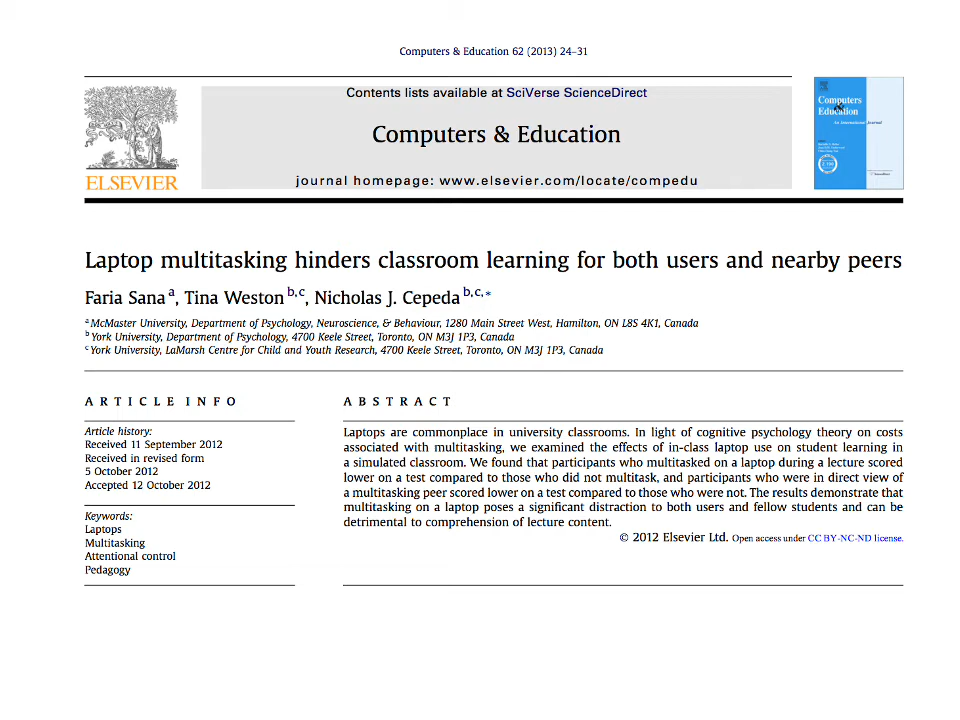 Computers & Education 62 (2013) 24–31
Contents lists available at SciVerse ScienceDirect
Computers & Education
journal homepage: www.elsevier.com/locate/compedu
ELSEVIER
Computers
&
Education
An International Journal
Laptop multitasking hinders classroom learning for both users and nearby peers
Faria Sana a, Tina Weston b,c, Nicholas J. Cepeda b,c,*
a McMaster University, Department of Psychology, Neuroscience, & Behaviour, 1280 Main Street West, Hamilton, ON L8S 4K1, Canada
b York University, Department of Psychology, 4700 Keele Street, Toronto, ON M3J 1P3, Canada
c York University, LaMarsh Centre for Child and Youth Research, 4700 Keele Street, Toronto, ON M3J 1P3, Canada
ARTICLE INFO
Article history:
Received 11 September 2012
Received in revised form
5 October 2012
Accepted 12 October 2012
Keywords:
Laptops
Multitasking
Attentional control
Pedagogy
ABSTRACT
Laptops are commonplace in university classrooms. In light of cognitive psychology theory on costs
associated with multitasking, we examined the effects of in-class laptop use on student learning in
a simulated classroom. We found that participants who multitasked on a laptop during a lecture scored
lower on a test compared to those who did not multitask, and participants who were in direct view of
a multitasking peer scored lower on a test compared to those who were not. The results demonstrate that
multitasking on a laptop poses a significant distraction to both users and fellow students and can be
detrimental to comprehension of lecture content.
© 2012 Elsevier Ltd. Open access under CC BY-NC-ND license.